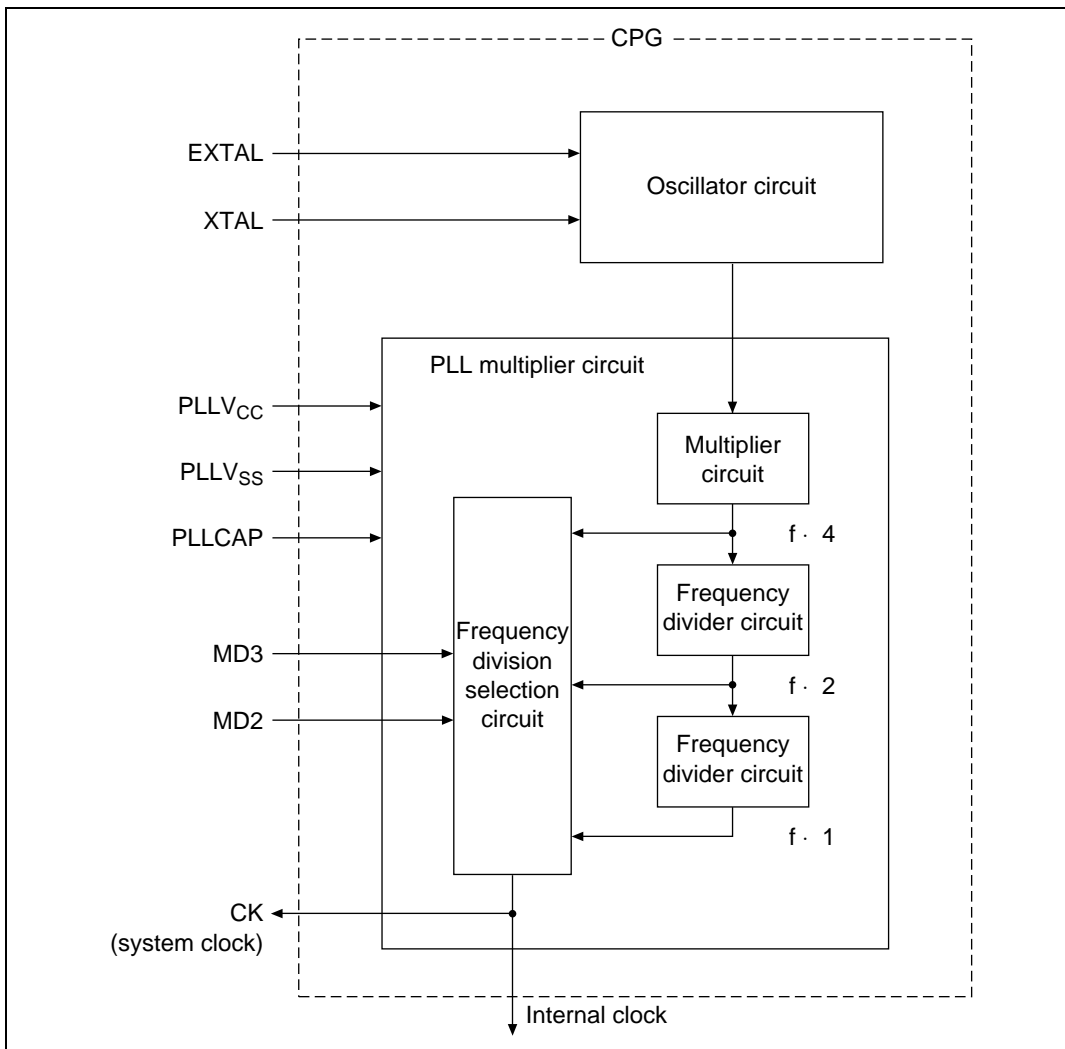 CPG
EXTAL
Oscillator circuit
XTAL
PLL multiplier circuit
PLLVCC
Multiplier
circuit
PLLVSS
PLLCAP
f · 4
Frequency
divider circuit
MD3
Frequency
division
selection
circuit
f · 2
MD2
Frequency
divider circuit
f · 1
CK
(system clock)
Internal clock